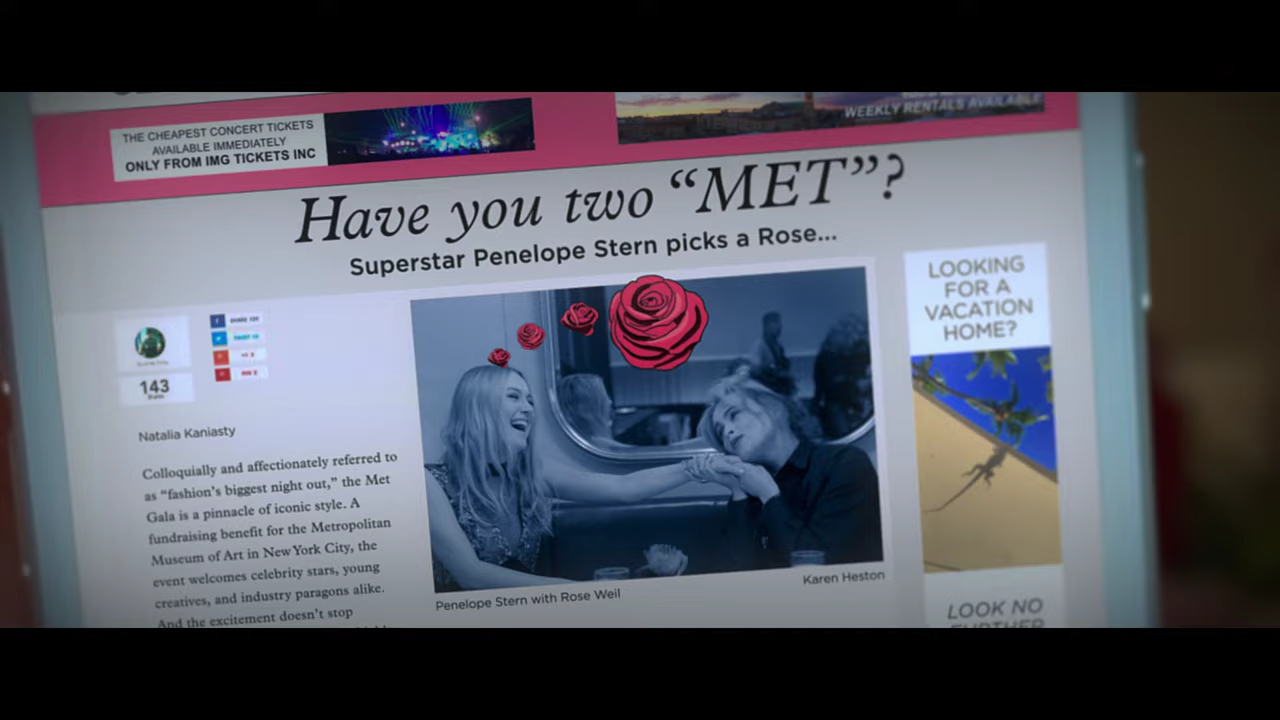 THE CHEAPEST CONCERT TICKETS
AVAILABLE IMMEDIATELY
ONLY FROM IMG TICKETS INC
WEEKLY RENTALS AVAILABLE
Have you two “MET”?
Superstar Penelope Stern picks a Rose...
143
Natalia Kaniasty
Colloquially and affectionately referred to
as “fashion’s biggest night out,” the Met
Gala is a pinnacle of iconic style. A
fundraising benefit for the Metropolitan
Museum of Art in New York City, the
event welcomes celebrity stars, young
creatives, and industry paragons alike.
And the excitement doesn’t stop
Penelope Stern with Rose Weil
Karen Heston
LOOKING
FOR A
VACATION
HOME?
LOOK NO
FURTHER